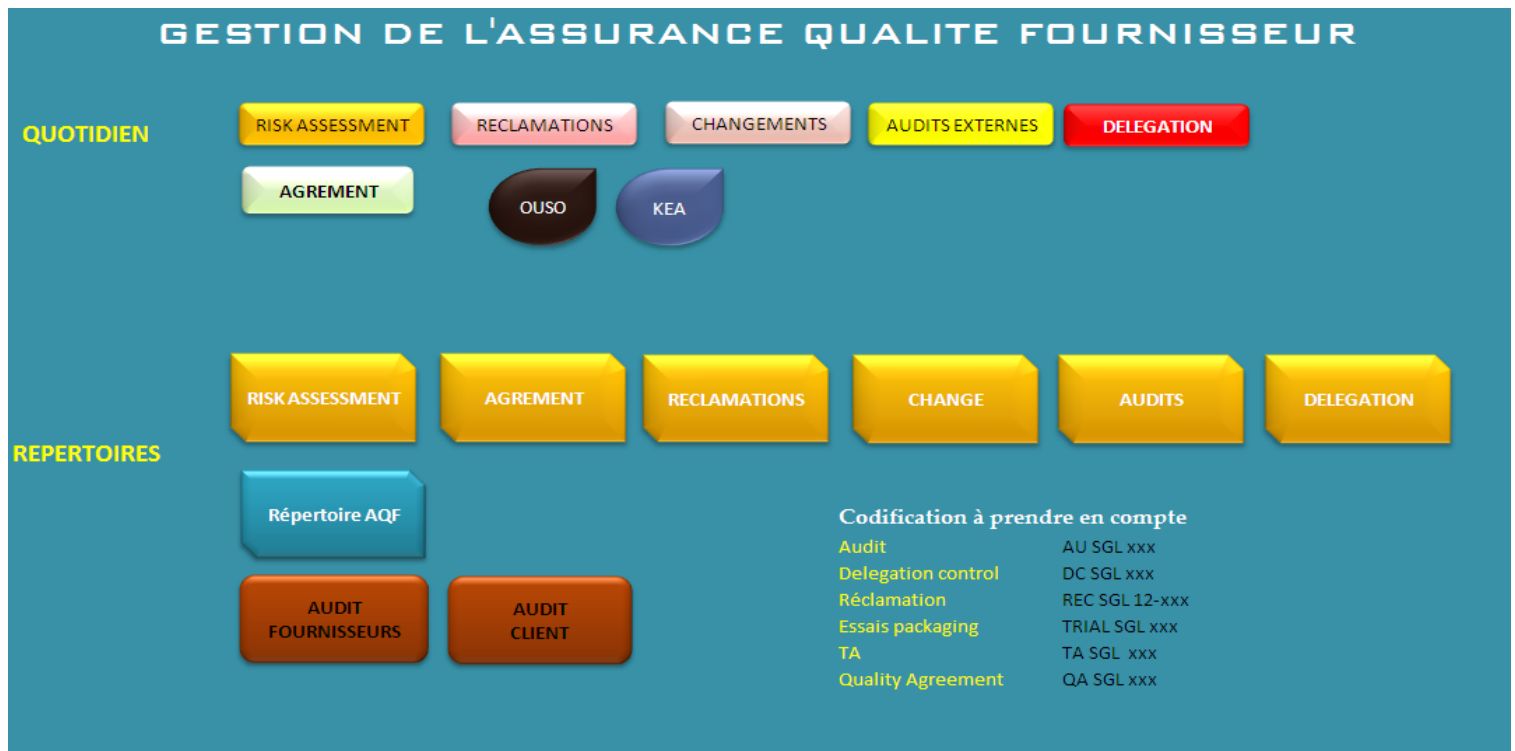 GESTION DE L'ASSURANCE QUALITE FOURNISSEUR
QUOTIDIEN
RISK ASSESSMENT
RECLAMATIONS
CHANGEMENTS
AUDITS EXTERNES
DELEGATION
AGREMENT
OUSO
KEA
REPERTOIRES
RISK ASSESSMENT
AGREMENT
RECLAMATIONS
CHANGE
AUDITS
DELEGATION
Répertoire AQF
AUDIT
FOURNISSEURS
AUDIT
CLIENT
Codification à prendre en compte
Audit AU SGL xxx
Delegation control DC SGL xxx
Réclamation REC SGL 12-xxx
Essais packaging TRIAL SGL xxx
TA TA SGL xxx
Quality Agreement QA SGL xxx